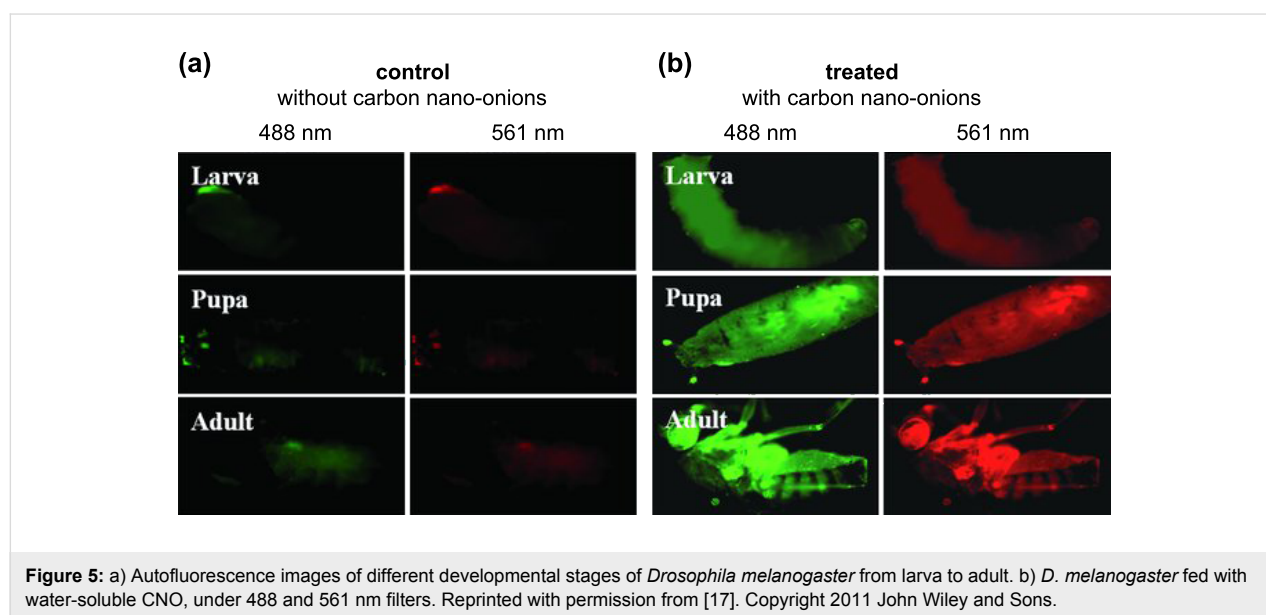 (a)
control
without carbon nano-onions
488 nm 561 nm
Larva
Pupa
Adult
(b)
treated
with carbon nano-onions
488 nm 561 nm
Larva
Pupa
Adult
Figure 5: a) Autofluorescence images of different developmental stages of Drosophila melanogaster from larva to adult. b) D. melanogaster fed with
water-soluble CNO, under 488 and 561 nm filters. Reprinted with permission from [17]. Copyright 2011 John Wiley and Sons.